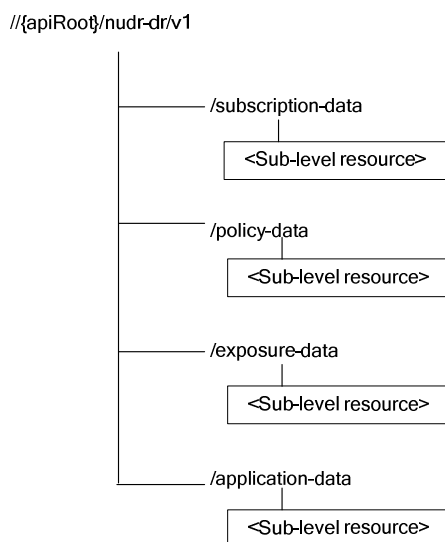 //{apiRoot}/nudr-dr/v1
/subscription-data
<Sub-level resource>
/policy-data
<Sub-level resource>
/exposure-data
<Sub-level resource>
/application-data
<Sub-level resource>